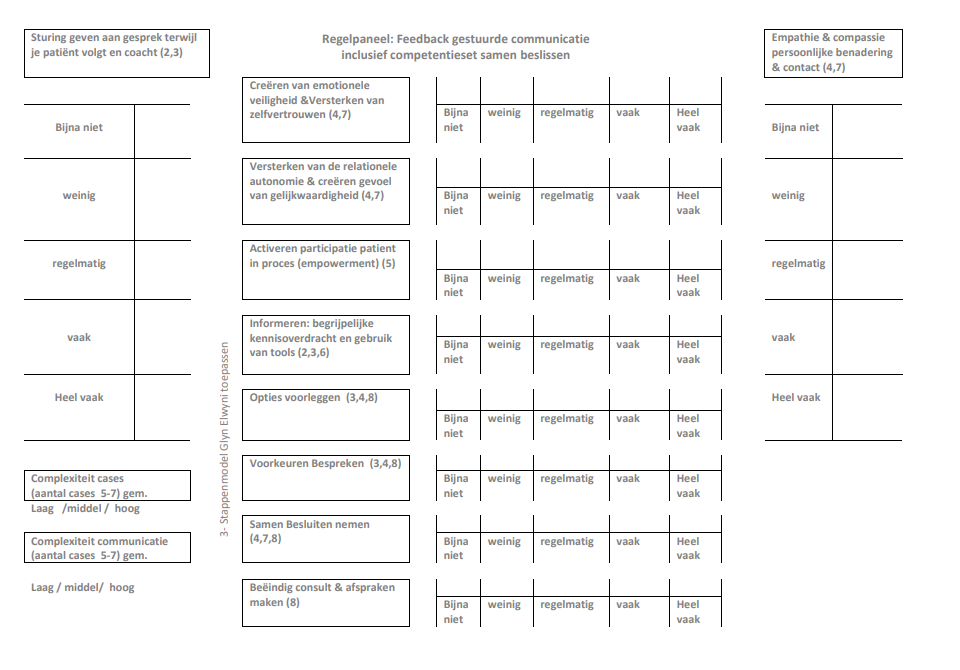 Sturing geven aan gesprek terwijl
je patiënt volgt en coacht (2,3)
Bijna niet
weinig
regelmatig
vaak
Heel vaak
Complexiteit cases
(aantal cases 5-7) gem.
Laag /middel / hoog
Complexiteit communicatie
(aantal cases 5-7) gem.
Laag / middel/ hoog
Regelpaneel: Feedback gestuurde communicatie
inclusief competentieset samen beslissen
3- Stappenmodel Glyn Elwyni toepassen
Creëren van emotionele
veiligheid &Versterken van
zelfvertrouwen (4,7)
Bijna weinig regelmatig vaak Heel
niet vaak
Versterken van de relationele
autonomie & creëren gevoel
van gelijkwaardigheid (4,7)
Bijna weinig regelmatig vaak Heel
niet vaak
Activeren participatie patient
in proces (empowerment) (5)
Bijna weinig regelmatig vaak Heel
niet vaak
Informeren: begrijpelijke
kennisoverdracht en gebruik
van tools (2,3,6)
Bijna weinig regelmatig vaak Heel
niet vaak
Opties voorleggen (3,4,8)
Bijna weinig regelmatig vaak Heel
niet vaak
Voorkeuren Bespreken (3,4,8)
Bijna weinig regelmatig vaak Heel
niet vaak
Samen Besluiten nemen
(4,7,8)
Bijna weinig regelmatig vaak Heel
niet vaak
Beëindig consult & afspraken
maken (8)
Bijna weinig regelmatig vaak Heel
niet vaak
Empathie & compassie
persoonlijke benadering
& contact (4,7)
Bijna niet
weinig
regelmatig
vaak
Heel vaak